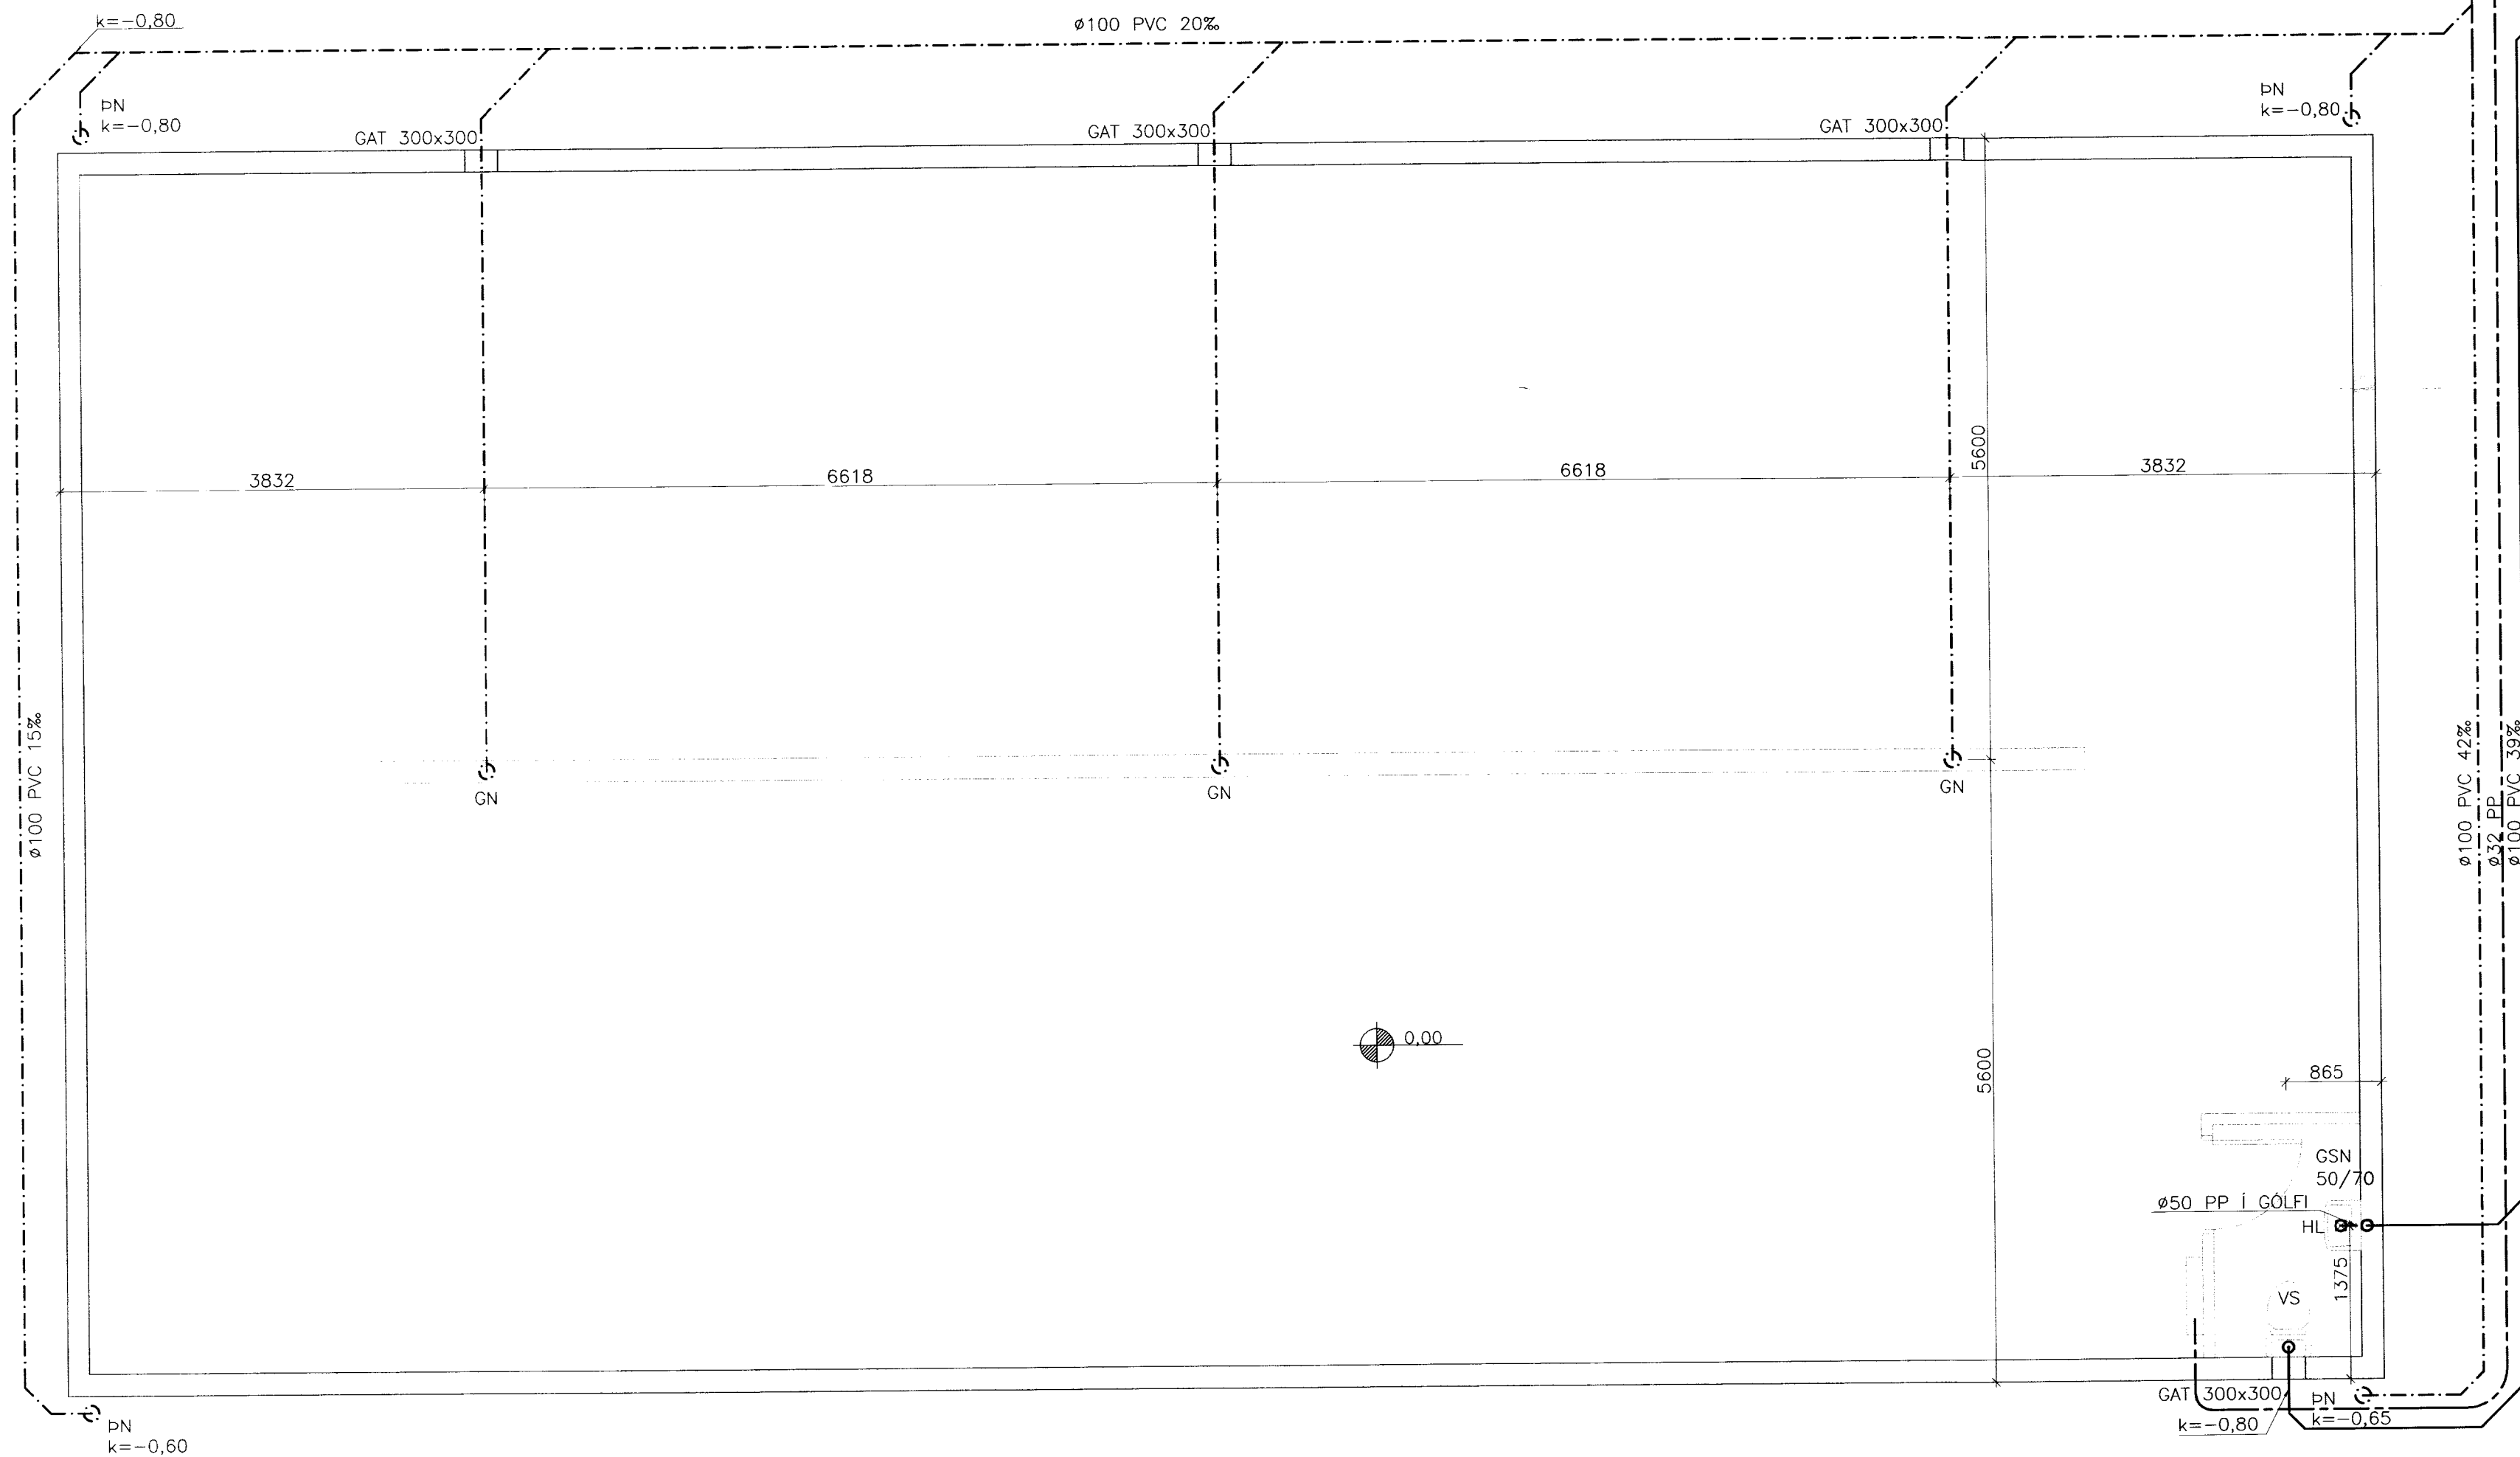 k=-0,80
ø100 PVC 20‰
ÞN
k=-0,80
ÞN
k=-0,80
GAT 300x300
GAT 300x300
GAT 300x300
3832
6618
6618
5600
3832
ø100 PVC 15‰
ø100 PVC 42‰
ø32 PP
ø100 PVC 39‰
GN
GN
GN
0,00
5600
865
GSN
50/70
ø50 PP Í GÓLFI
HL
1375
VS
GAT 300x300
ÞN
k=-0,65
k=-0,80
ÞN
k=-0,60